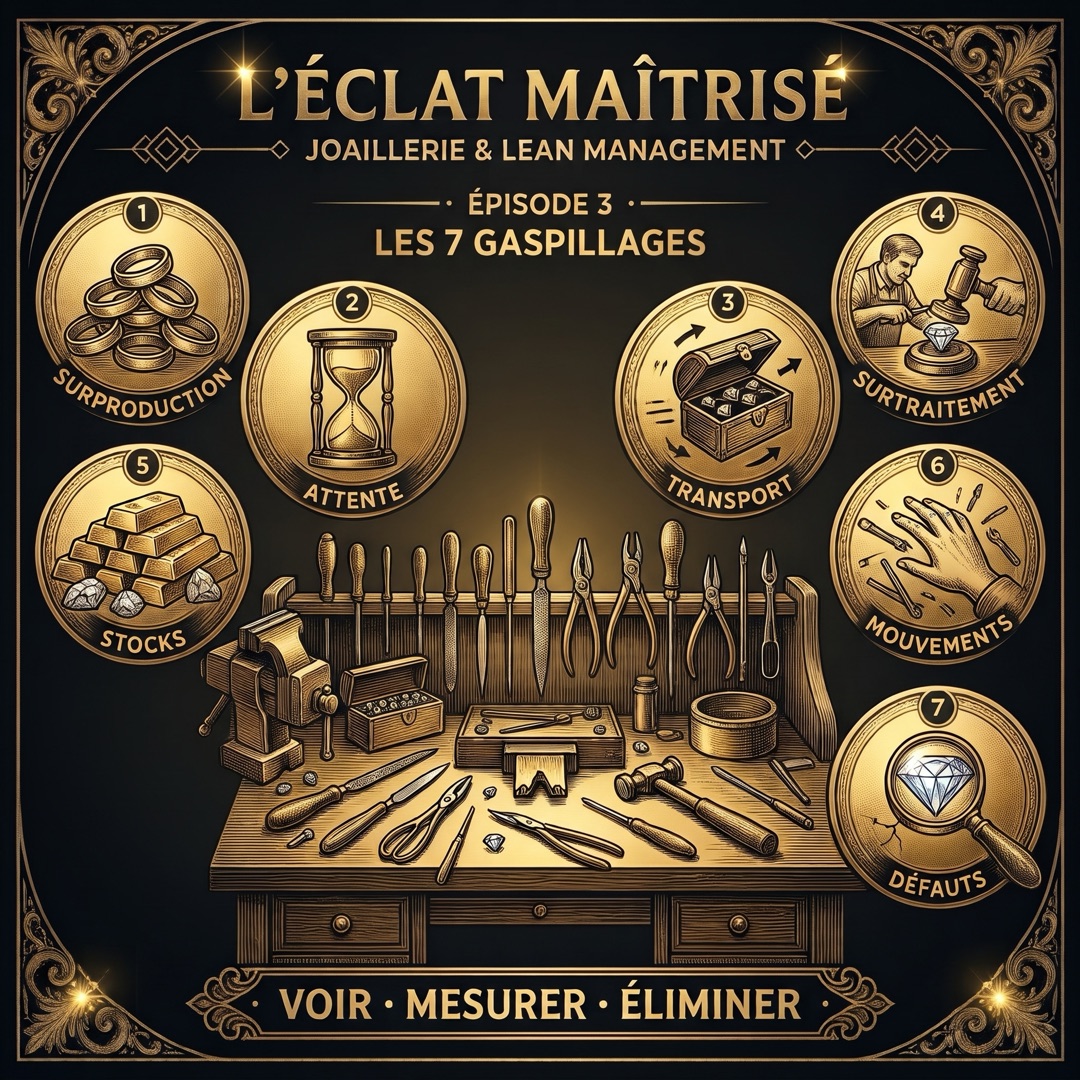 L'ÉCLAT MAÎTRISÉ
JOAILLERIE & LEAN MANAGEMENT
· ÉPISODE 3 ·
LES 7 GASPILLAGES
1
SURPRODUCTION
2
ATTENTE
3
TRANSPORT
4
SURTRAITEMENT
5
STOCKS
6
MOUVEMENTS
7
DÉFAUTS
· VOIR · MESURER · ÉLIMINER ·